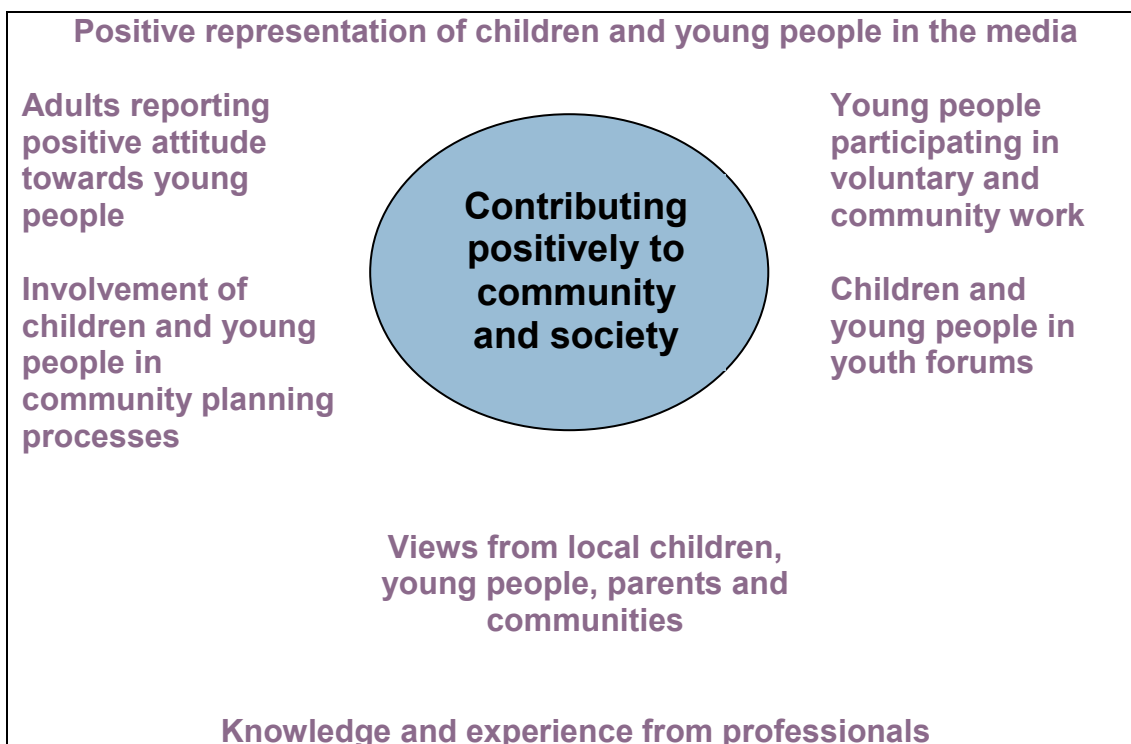 Positive representation of children and young people in the media
Adults reporting
positive attitude
towards young
people
Involvement of
children and young
people in
community planning
processes
Contributing
positively to
community
and society
Young people
participating in
voluntary and
community work
Children and
young people in
youth forums
Views from local children,
young people, parents and
communities
Knowledge and experience from professionals